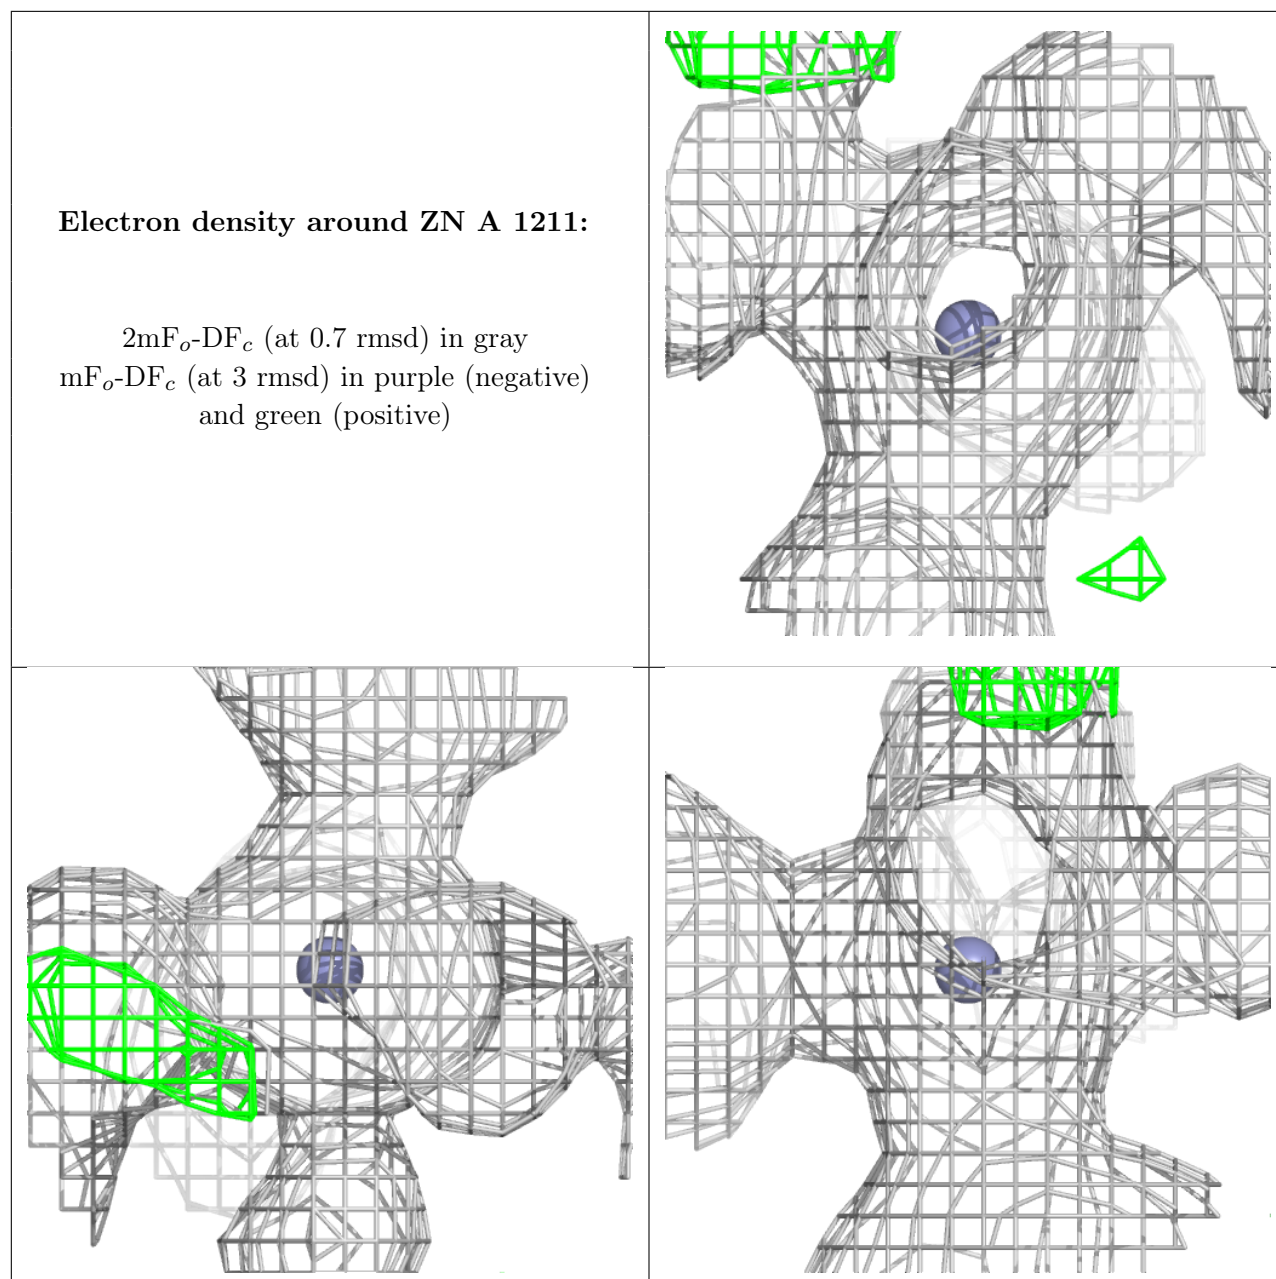 Electron density around ZN A 1211:
2mFo-DFc (at 0.7 rmsd) in gray
mFo-DFc (at 3 rmsd) in purple (negative)
and green (positive)